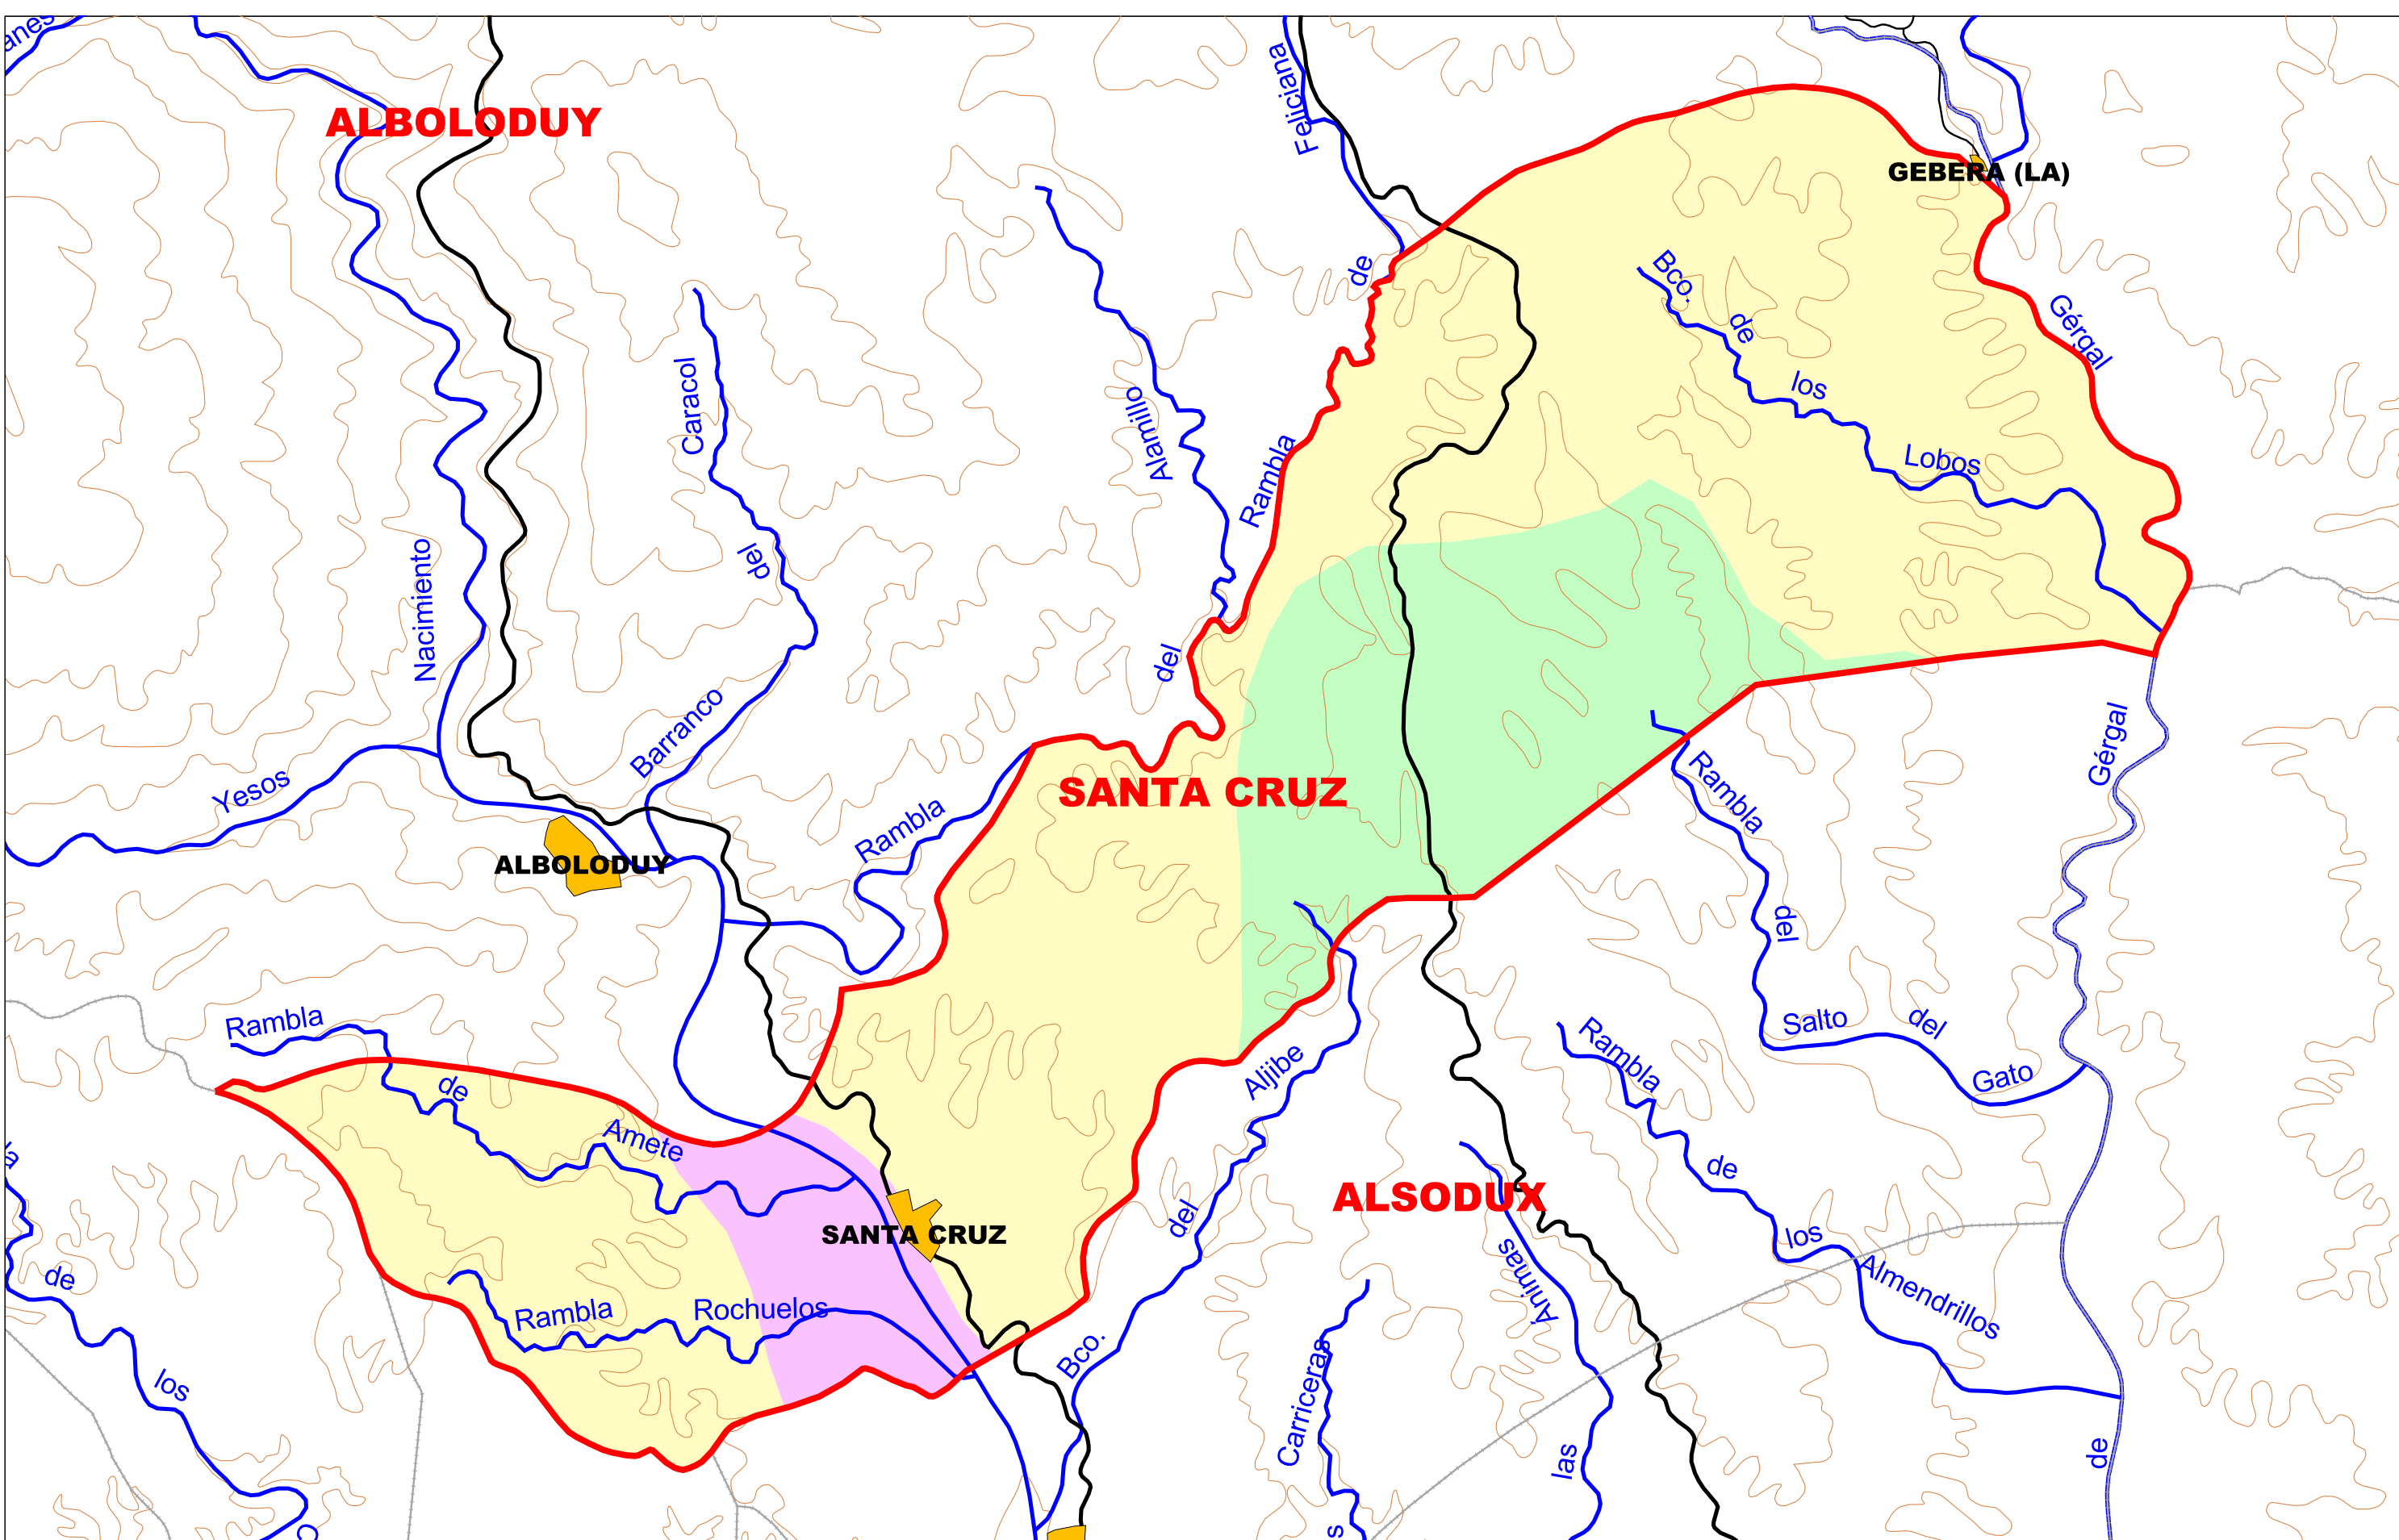 ALBOLODUY
Feliciana
GEBERA (LA)
de
Bco.
de
los
Lobos
Gérgal
Caracol
del
Barranco
Alamillo
Rambla
del
Rambla
Nacimiento
Yesos
ALBOLODUY
SANTA CRUZ
Gérgal
Rambla
del
Salto
del
Gato
Rambla
de
Amete
Aljibe
del
Bco.
Rambla
de
los
Almendrillos
ALSODUX
SANTA CRUZ
Rambla
Rochuelos
Ánimas
las
Carriceras
de
los
de